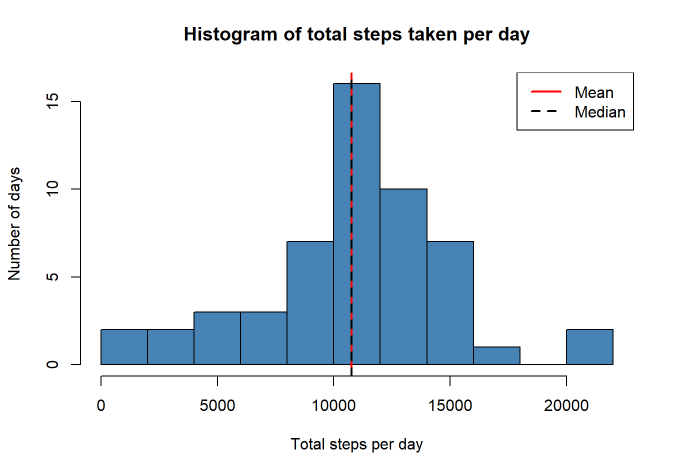 Histogram of total steps taken per day
Mean
Median
Number of days
15
10
5
0
0 5000 10000 15000 20000
Total steps per day